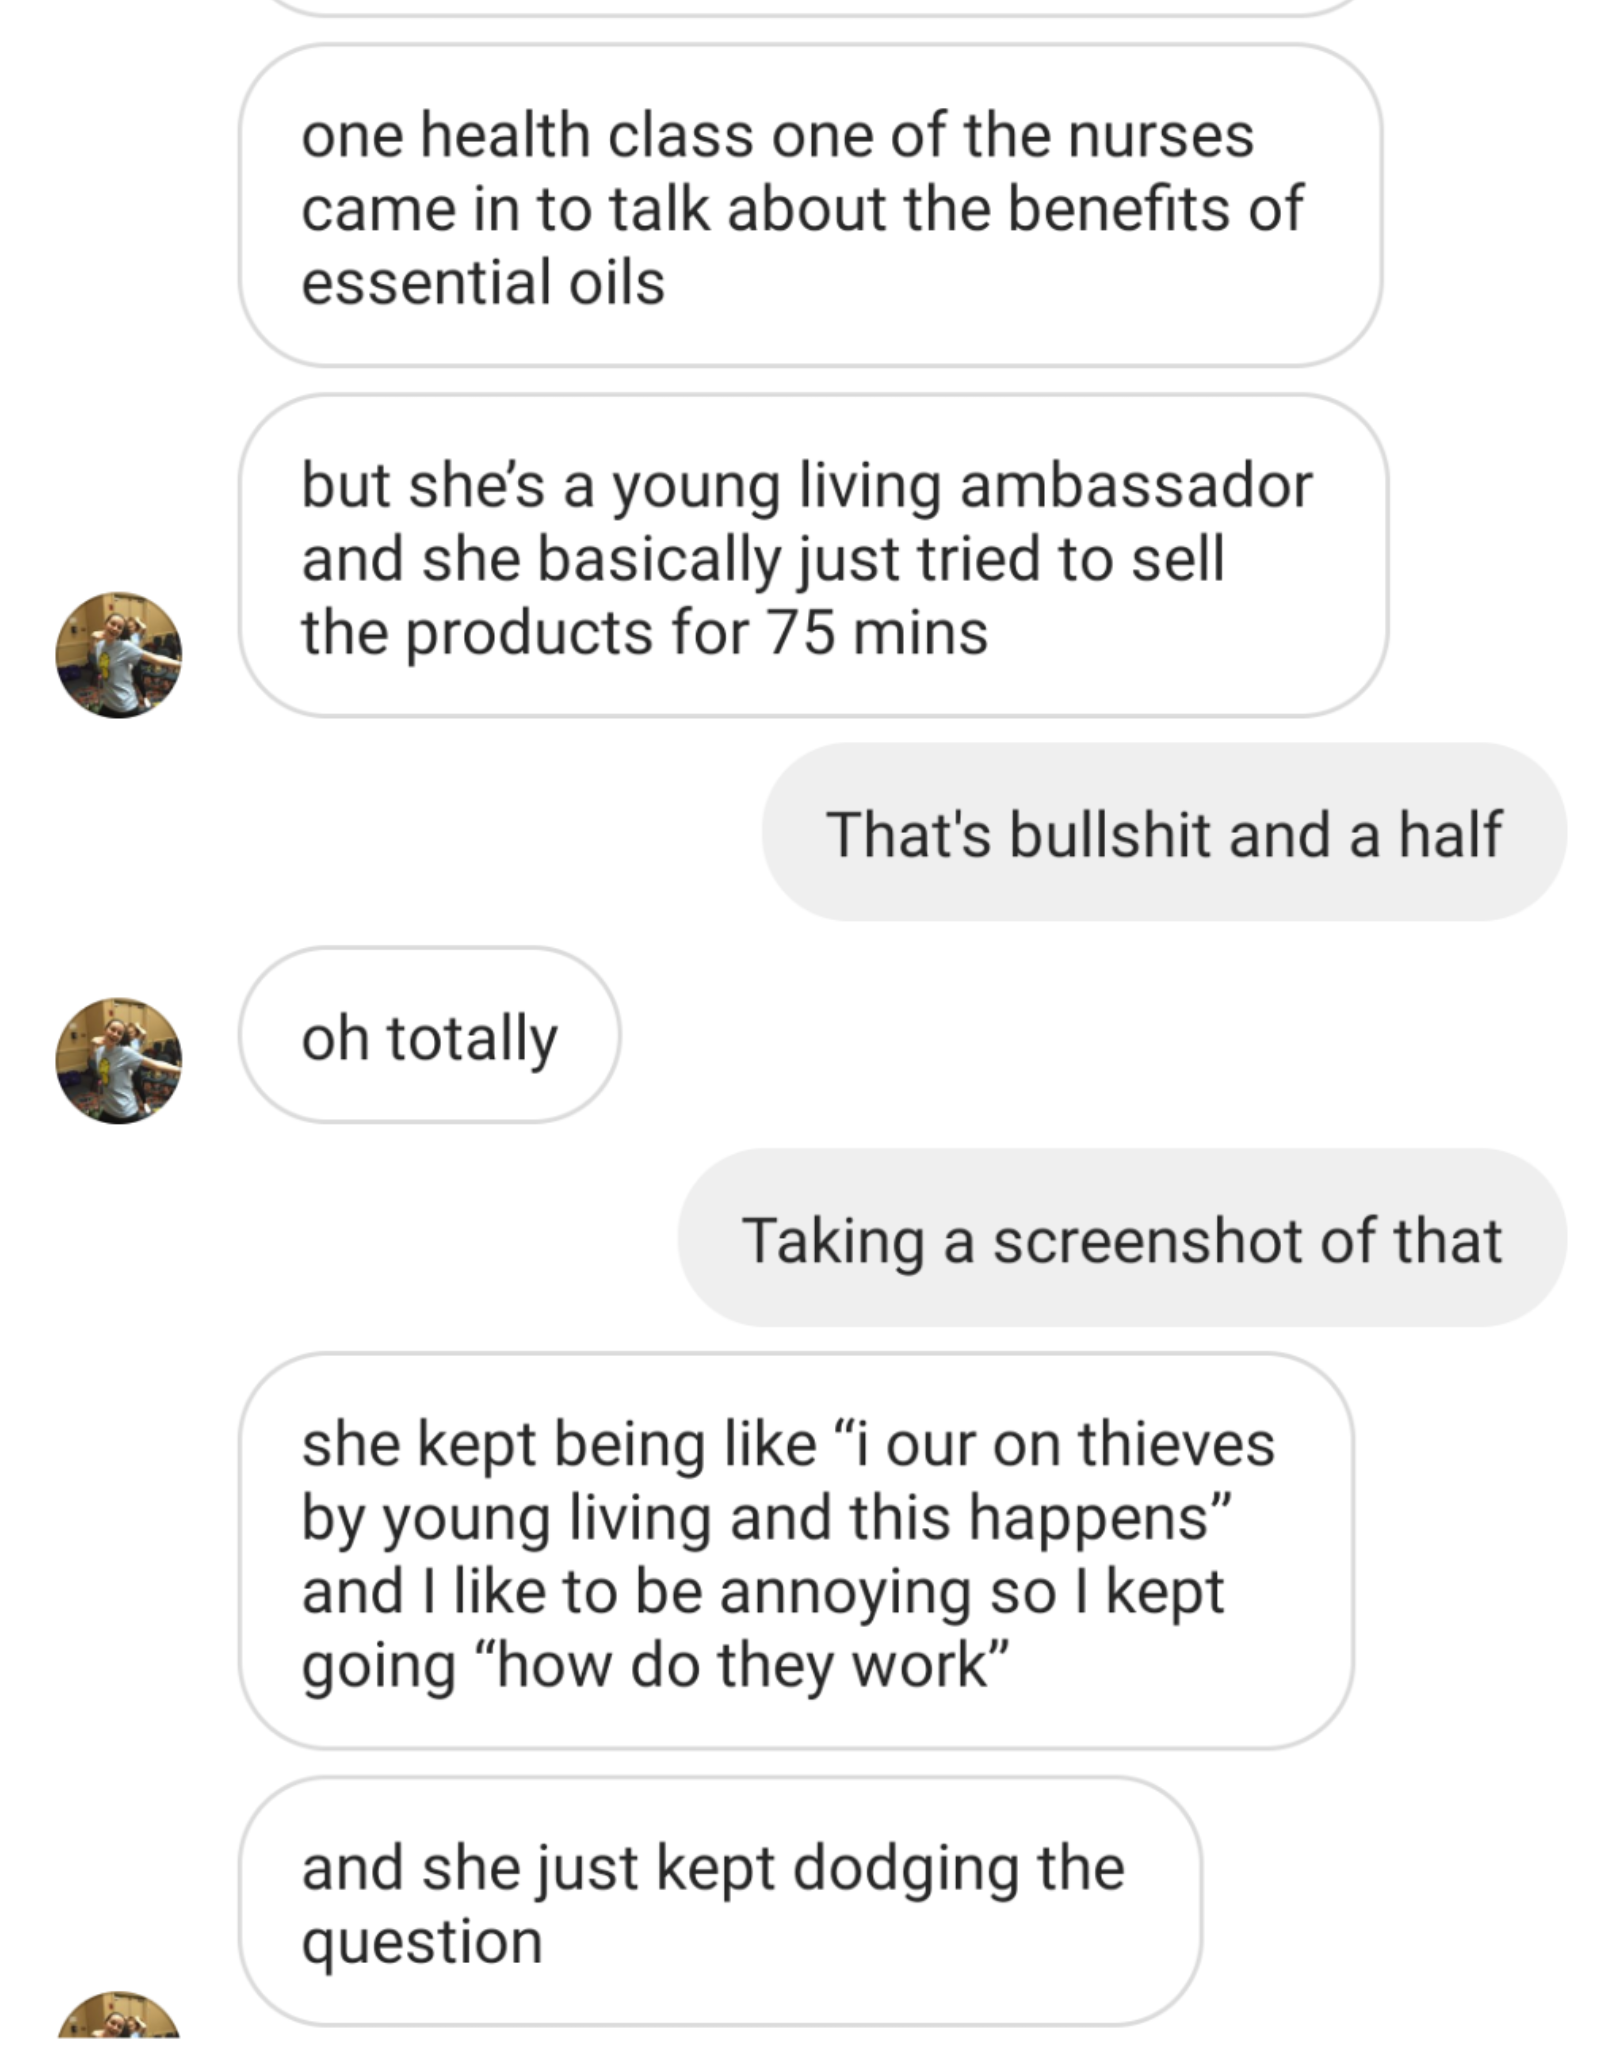 one health class one of the nurses
came in to talk about the benefits of
essential oils
but she’s a young living ambassador
and she basically just tried to sell
the products for 75 mins
That's bullshit and a half
oh totally
Taking a screenshot of that
she kept being like “i our on thieves
by young living and this happens”
and I like to be annoying so I kept
going “how do they work”
and she just kept dodging the
question